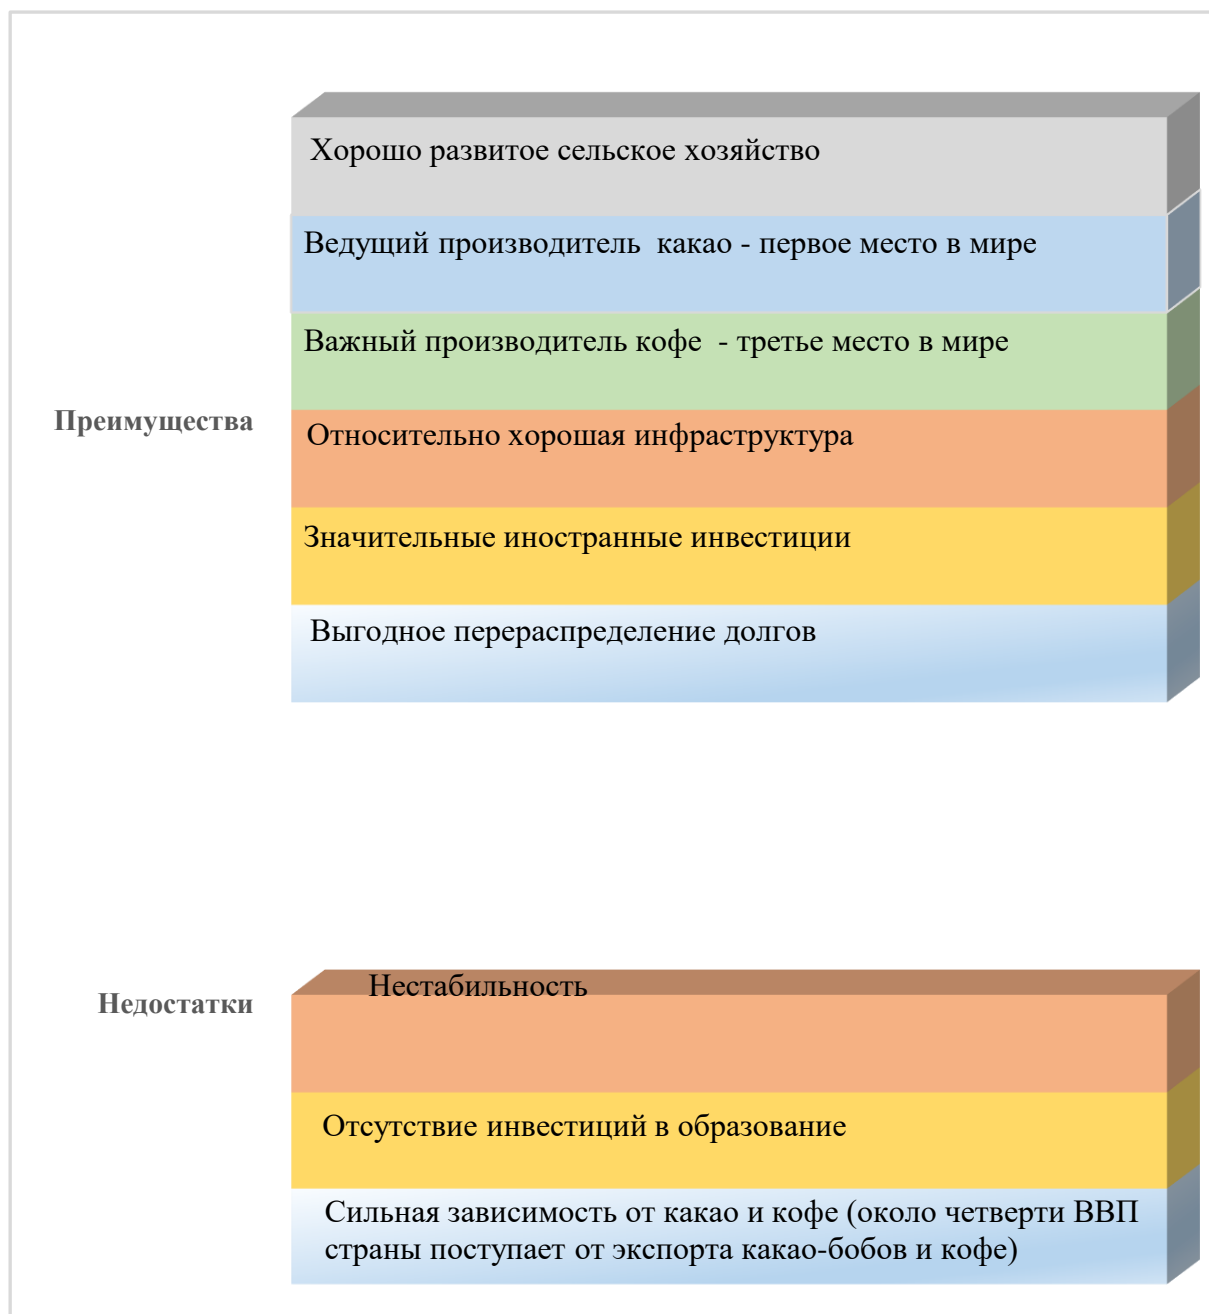 Хорошо развитое сельское хозяйство
Ведущий производитель  какао - первое место в мире
Важный производитель кофе  - третье место в мире
Преимущества
Относительно хорошая инфраструктура
Значительные иностранные инвестиции
Выгодное перераспределение долгов
Недостатки
Нестабильность
Отсутствие инвестиций в образование
Сильная зависимость от какао и кофе (около четверти ВВП
страны поступает от экспорта какао-бобов и кофе)